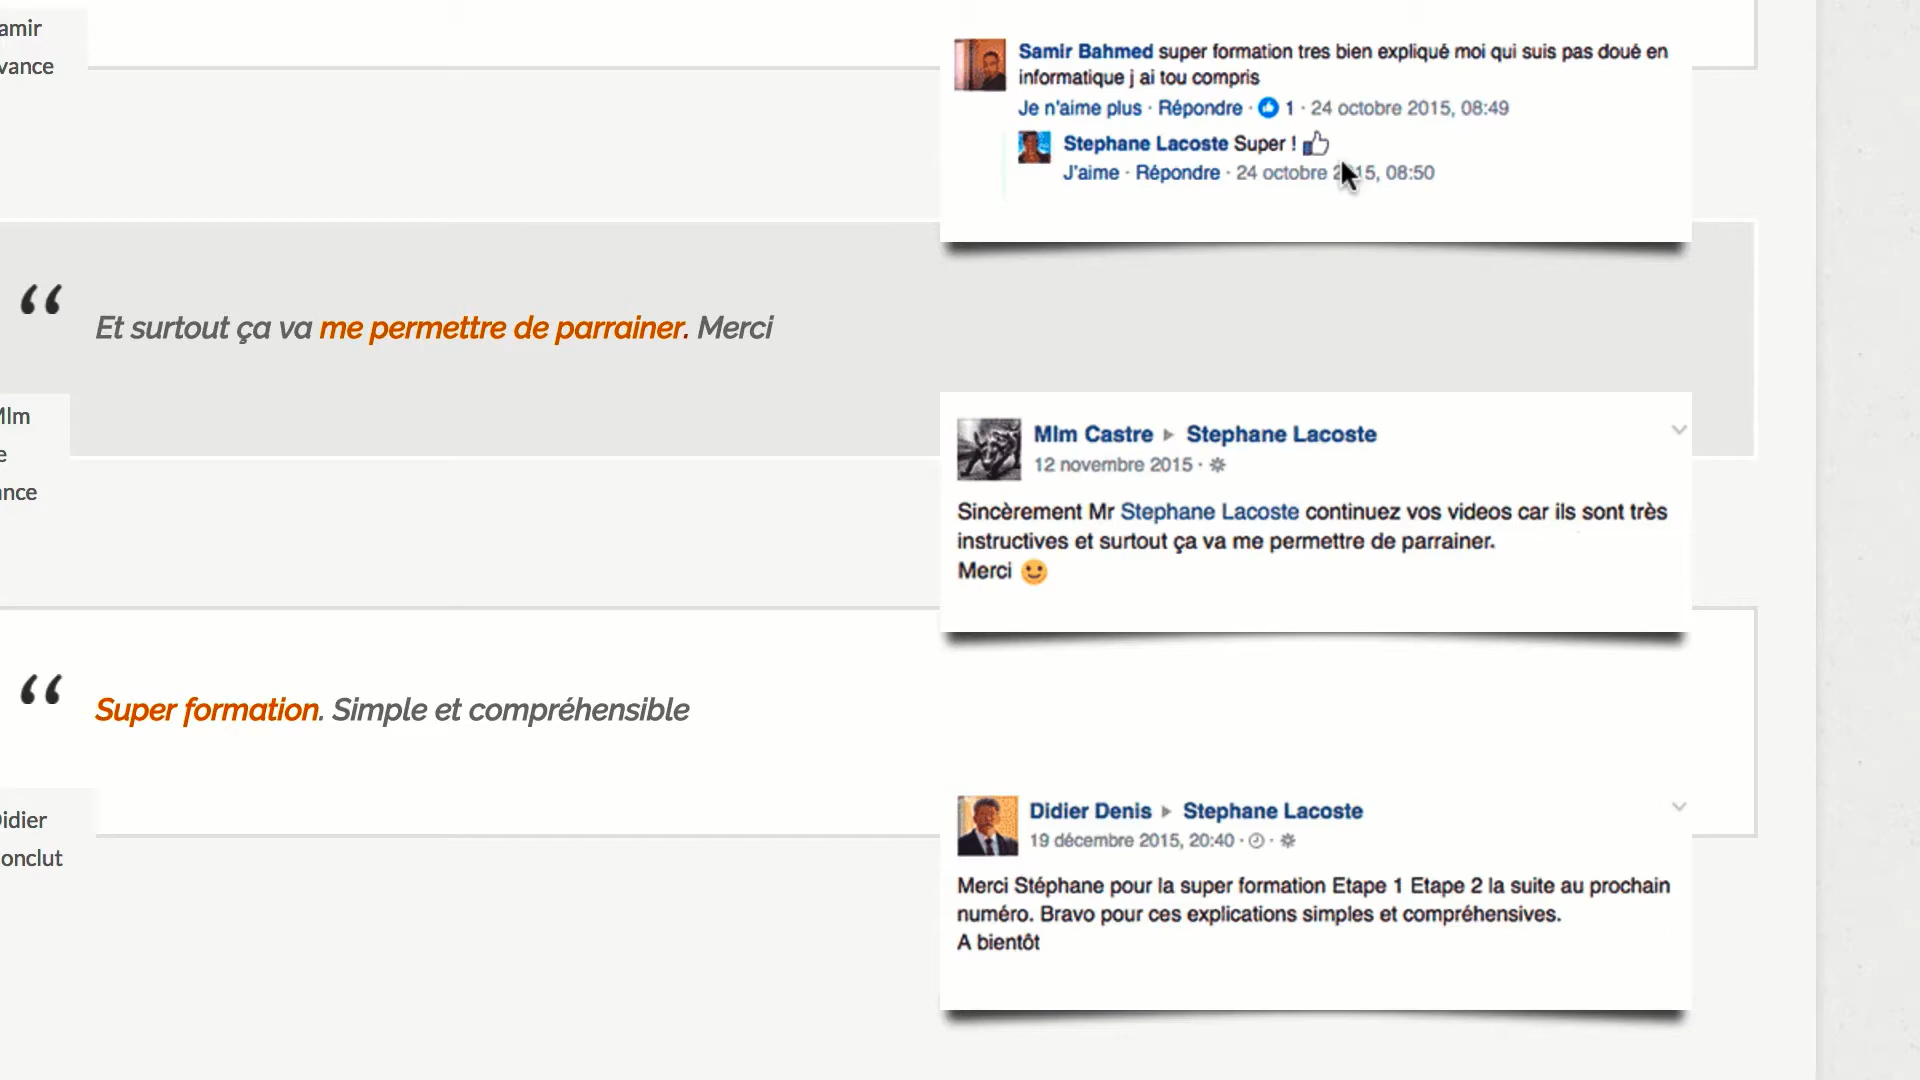 amir
vance
Samir Bahmed super formation tres bien expliqué moi qui suis pas doué en
informatique j ai tou compris
Je n'aime plus · Répondre · 1 · 24 octobre 2015, 08:49
Stephane Lacoste Super !
J'aime · Répondre · 24 octobre 2015, 08:50
“ Et surtout ça va me permettre de parrainer. Merci
Mlm
e
ance
Mlm Castre ▸ Stephane Lacoste
12 novembre 2015 ·
Sincèrement Mr Stephane Lacoste continuez vos videos car ils sont très
instructives et surtout ça va me permettre de parrainer.
Merci 🙂
“ Super formation. Simple et compréhensible
Didier
onclut
Didier Denis ▸ Stephane Lacoste
19 décembre 2015, 20:40 · ·
Merci Stéphane pour la super formation Etape 1 Etape 2 la suite au prochain
numéro. Bravo pour ces explications simples et compréhensives.
A bientôt